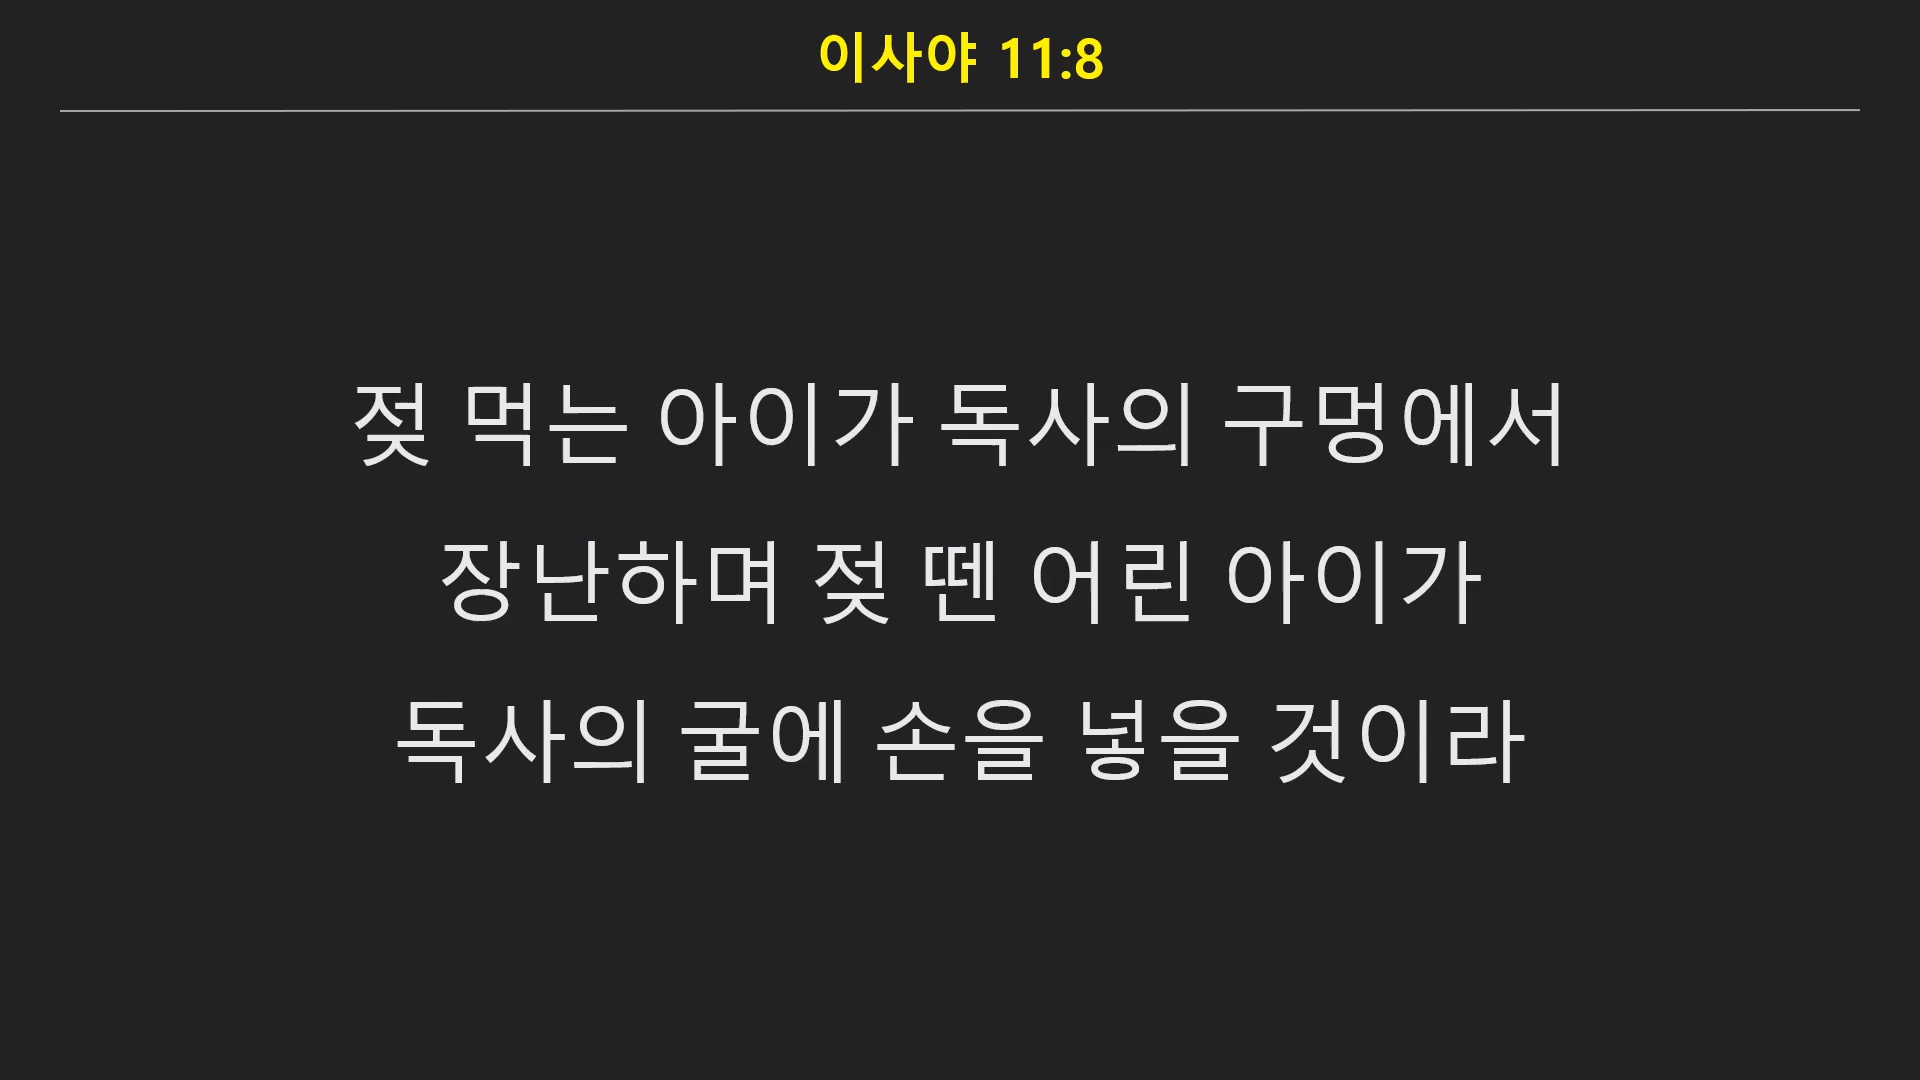 이사야 11:8
젖 먹는 아이가 독사의 구멍에서
장난하며 젖 뗀 어린 아이가
독사의 굴에 손을 넣을 것이라